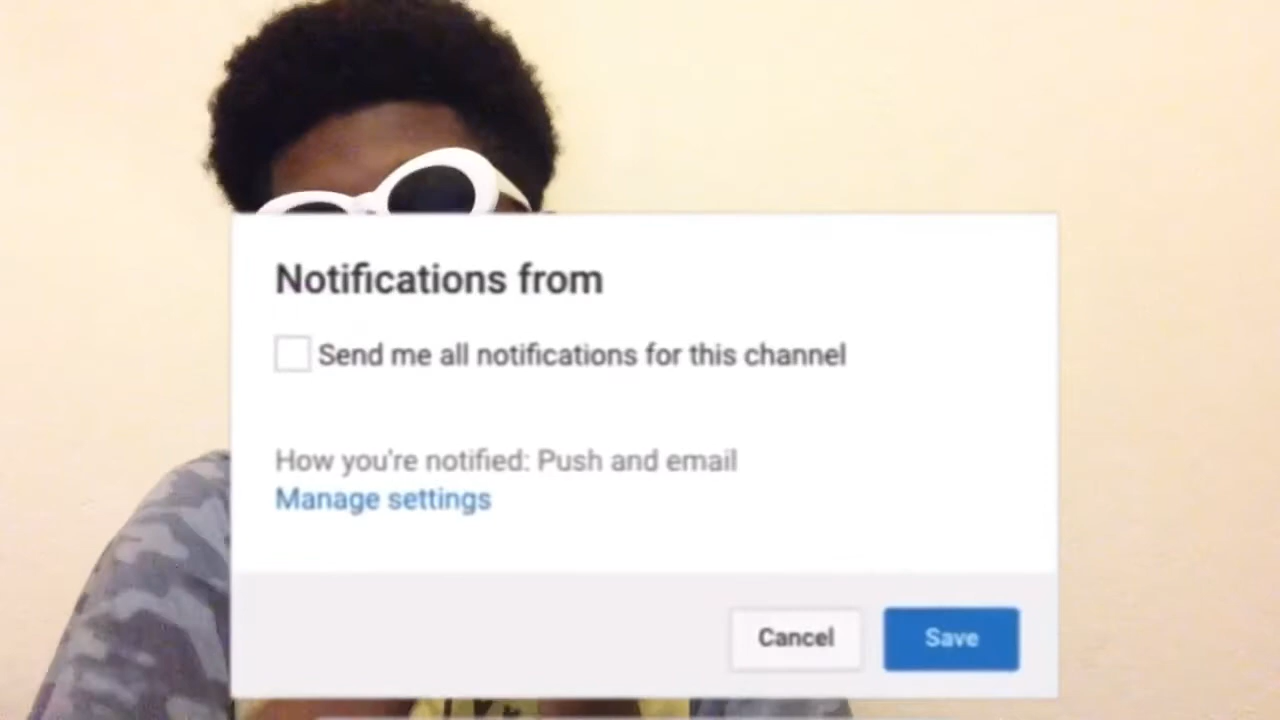 Notifications from
Send me all notifications for this channel
How you're notified: Push and email
Manage settings
Cancel
Save